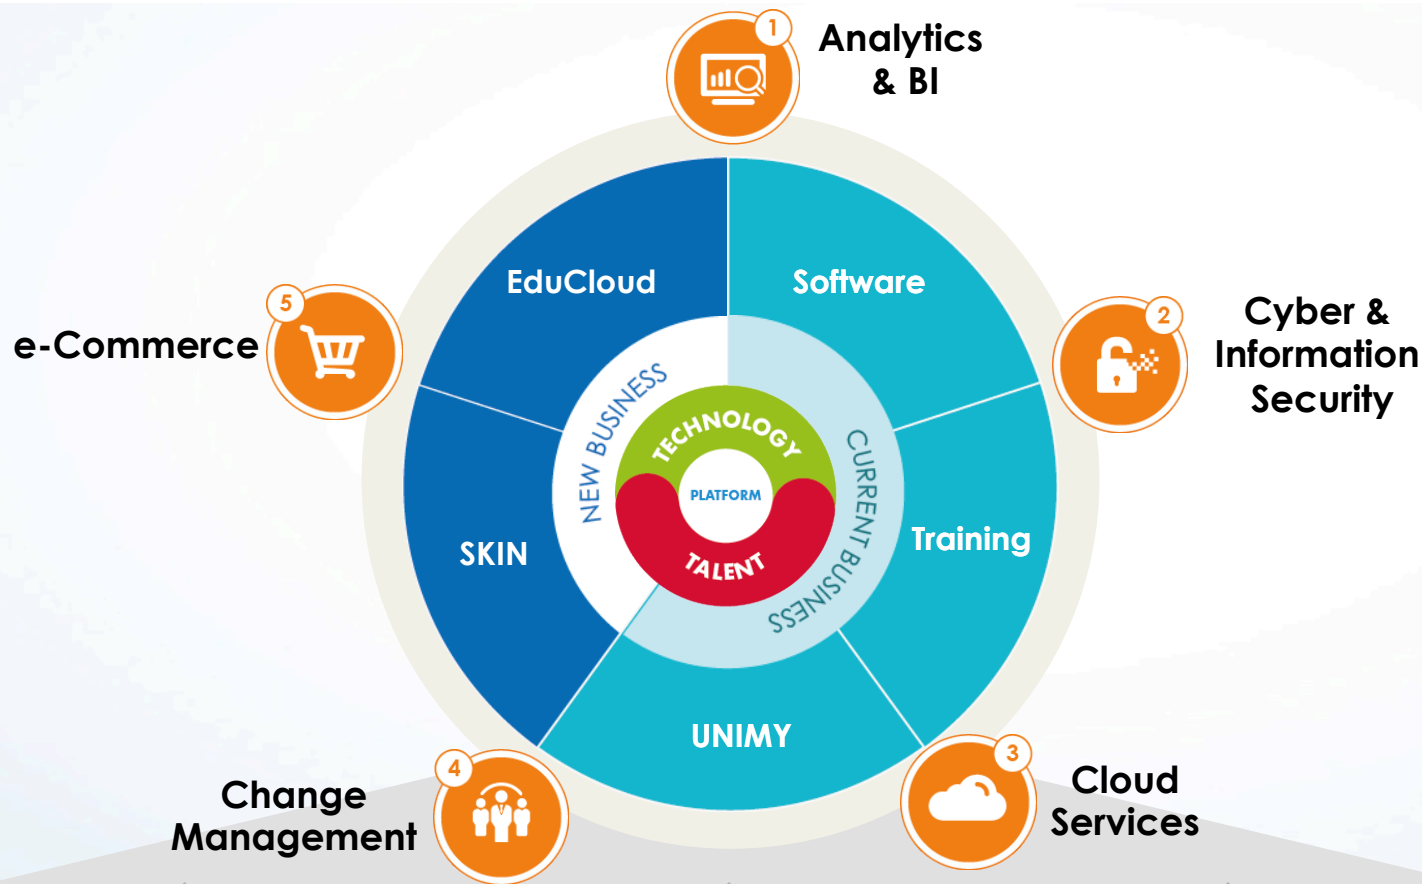 1
Analytics
& BI
EduCloud
Software
5
e-Commerce
2
Cyber &
Information
Security
NEW BUSINESS
TECHNOLOGY
PLATFORM
TALENT
CURRENT BUSINESS
SKIN
Training
UNIMY
4
Change
Management
3
Cloud
Services